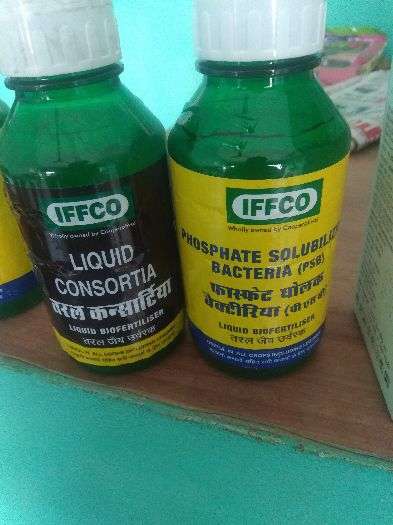 IFFCO
Wholly owned by Cooperatives
LIQUID
CONSORTIA
तरल कन्सोर्टिया
LIQUID BIOFERTILISER
तरल जैव उर्वरक
IFFCO
Wholly owned by Cooperatives
PHOSPHATE SOLUBILIZ
BACTERIA (PSB)
फास्फेट घोलक
बैक्टीरिया (पी एस बी)
LIQUID BIOFERTILISER
तरल जैव उर्वरक